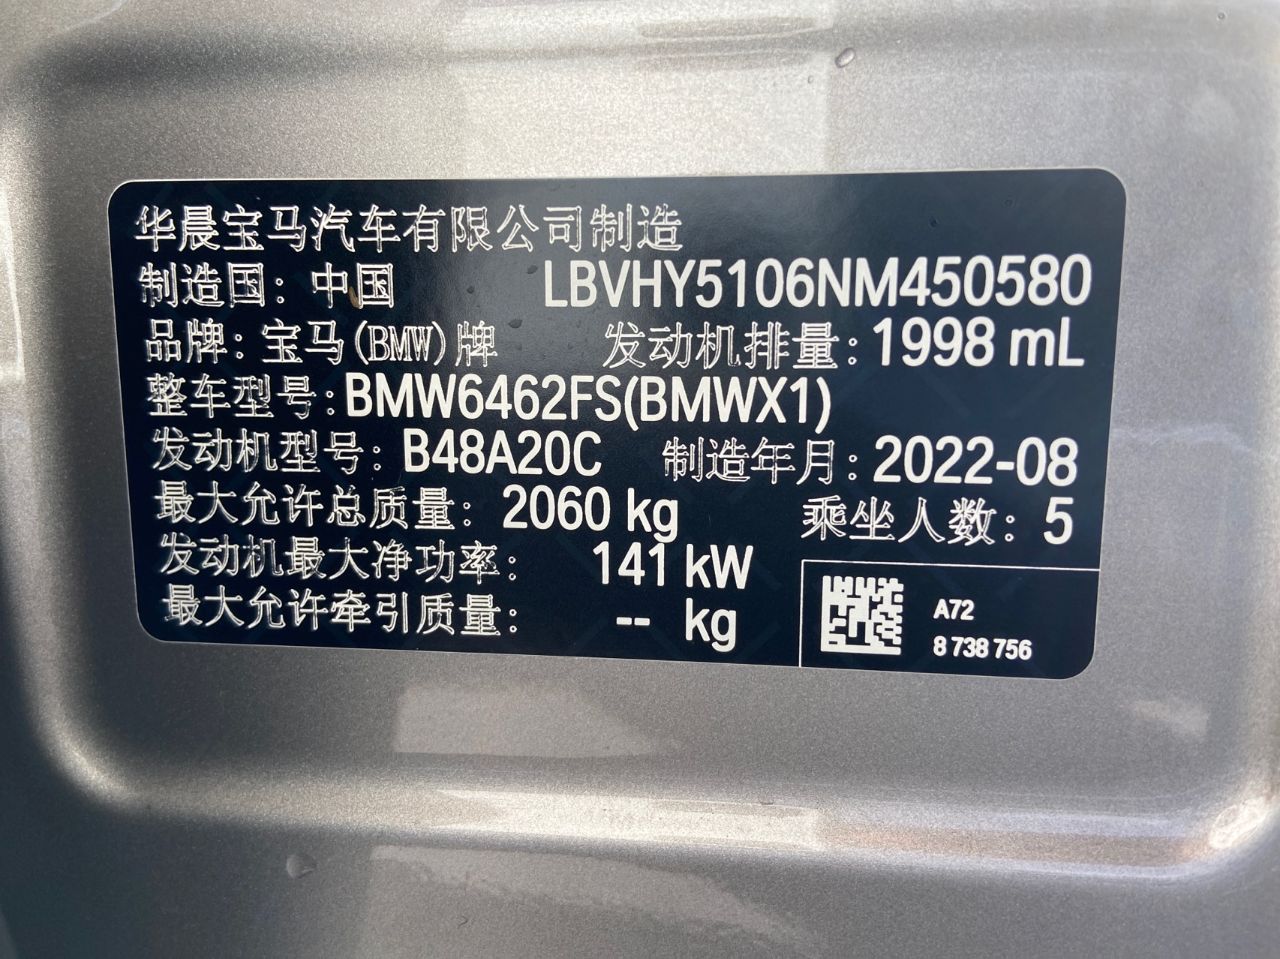 华晨宝马汽车有限公司制造
制造国：中国 LBVHY5106NM450580
品牌：宝马(BMW)牌 发动机排量：1998 mL
整车型号：BMW6462FS(BMWX1)
发动机型号：B48A20C 制造年月：2022-08
最大允许总质量：2060 kg 乘坐人数：5
发动机最大净功率：141 kW
最大允许牵引质量：-- kg
A72
8 738 756